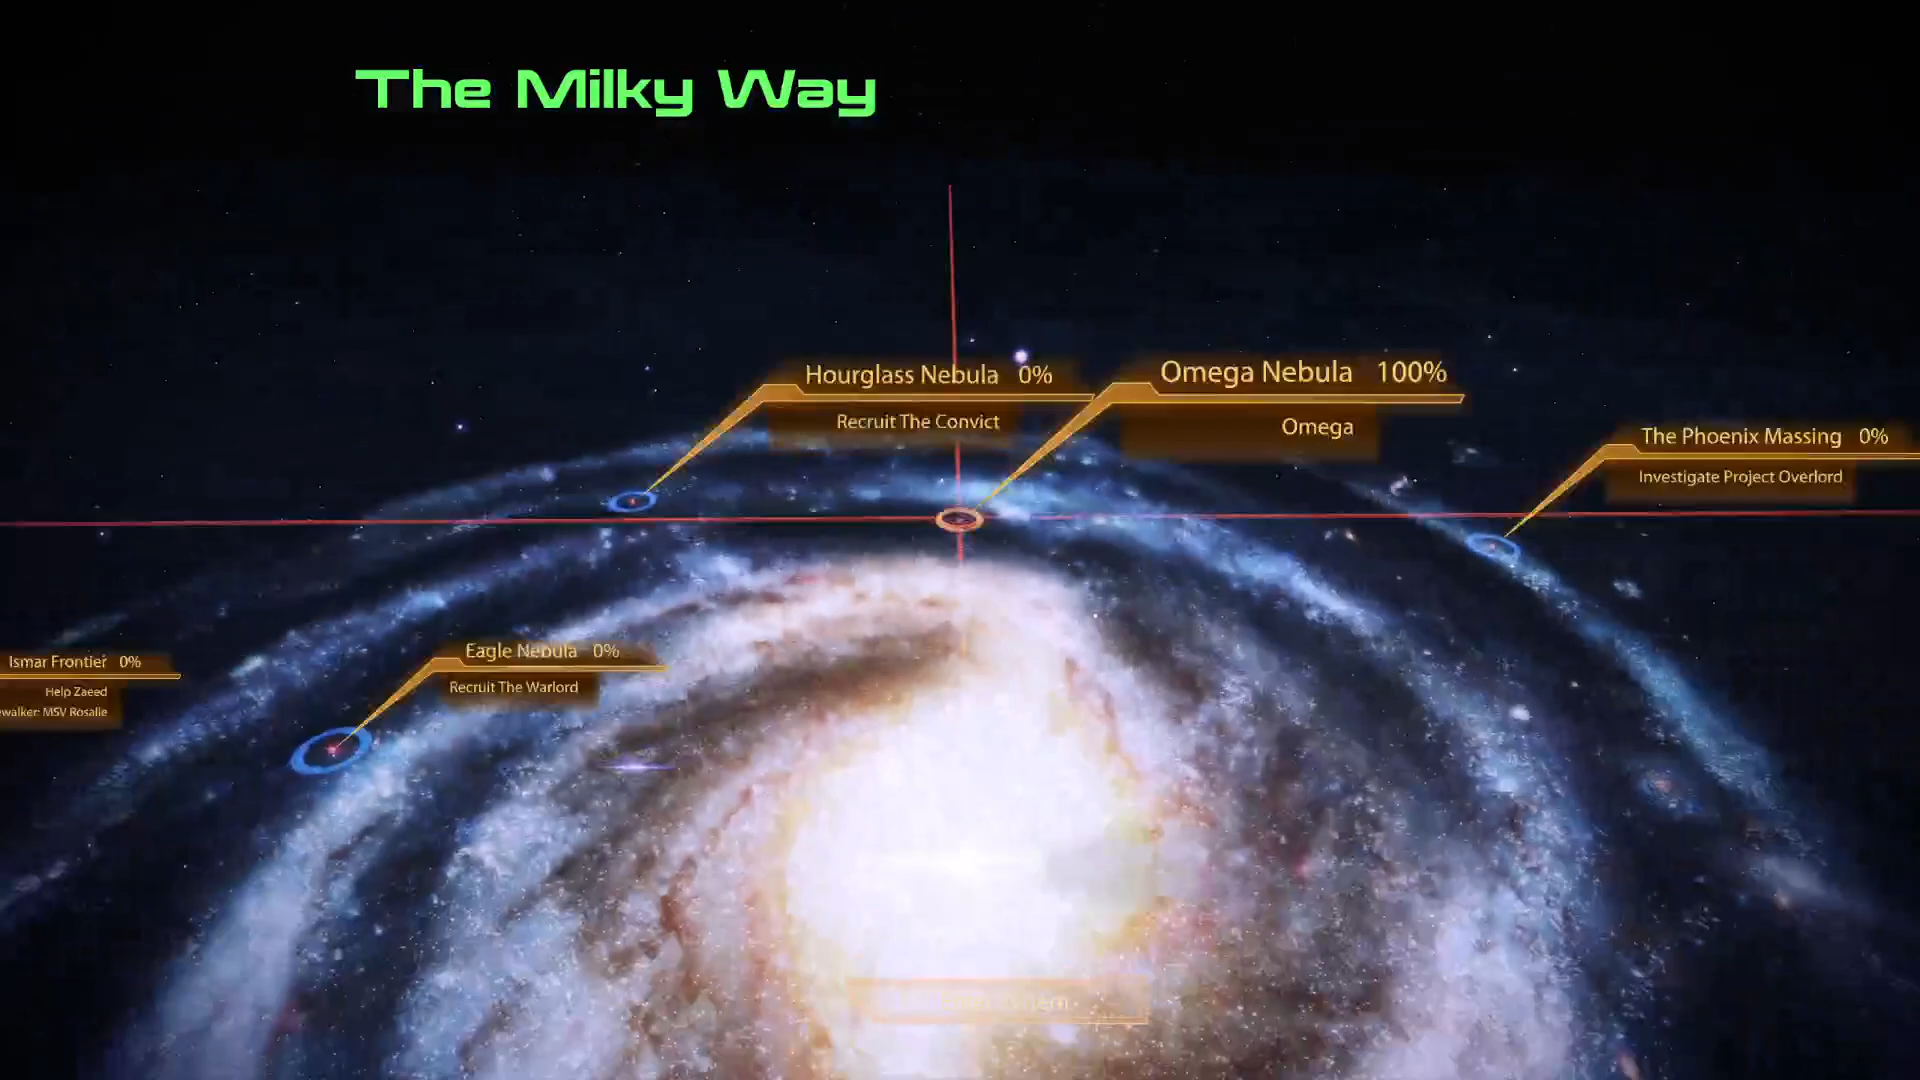 The Milky Way
Hourglass Nebula 0%
Recruit The Convict
Omega Nebula 100%
Omega
The Phoenix Massing 0%
Investigate Project Overlord
Ismar Frontier 0%
Help Zaeed
ewalker: MSV Rosalie
Eagle Nebula 0%
Recruit The Warlord